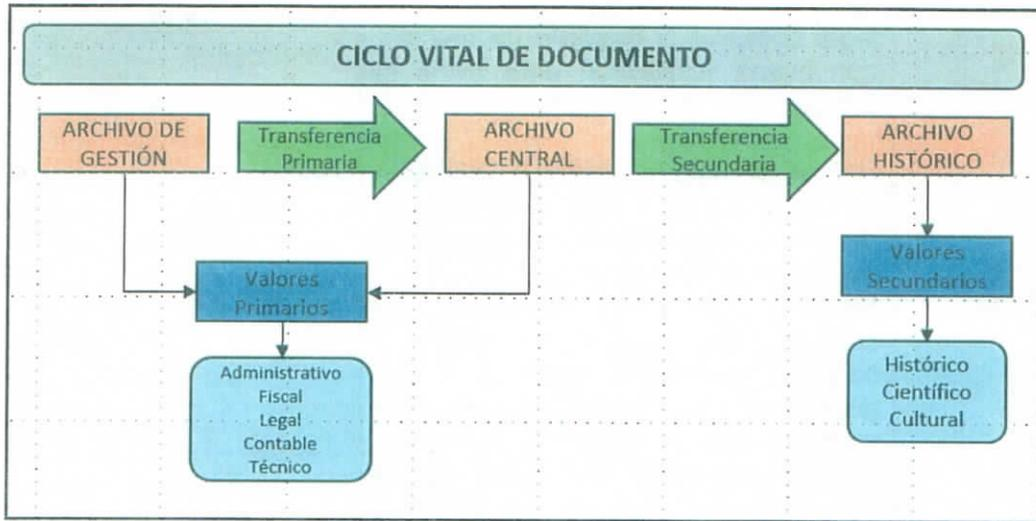 CICLO VITAL DE DOCUMENTO
ARCHIVO DE
GESTIÓN
Transferencia
Primaria
ARCHIVO
CENTRAL
Transferencia
Secundaria
ARCHIVO
HISTÓRICO
Valores
Primarios
Valores
Secundarios
Administrativo
Fiscal
Legal
Contable
Técnico
Histórico
Científico
Cultural